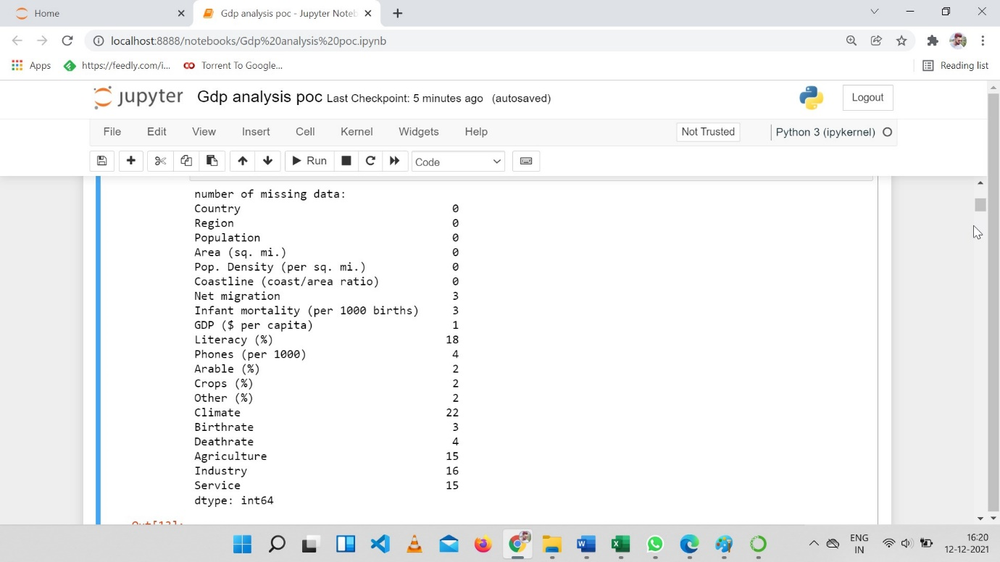 Home
Gdp analysis poc - Jupyter Noteb
localhost:8888/notebooks/Gdp%20analysis%20poc.ipynb
Apps https://feedly.com/i... Torrent To Google... Reading list
jupyter Gdp analysis poc Last Checkpoint: 5 minutes ago (autosaved) Logout
File Edit View Insert Cell Kernel Widgets Help Not Trusted Python 3 (ipykernel)
Run Code
number of missing data:
Country 0
Region 0
Population 0
Area (sq. mi.) 0
Pop. Density (per sq. mi.) 0
Coastline (coast/area ratio) 0
Net migration 3
Infant mortality (per 1000 births) 3
GDP ($ per capita) 1
Literacy (%) 18
Phones (per 1000) 4
Arable (%) 2
Crops (%) 2
Other (%) 2
Climate 22
Birthrate 3
Deathrate 4
Agriculture 15
Industry 16
Service 15
dtype: int64
ENG
IN
16:20
12-12-2021